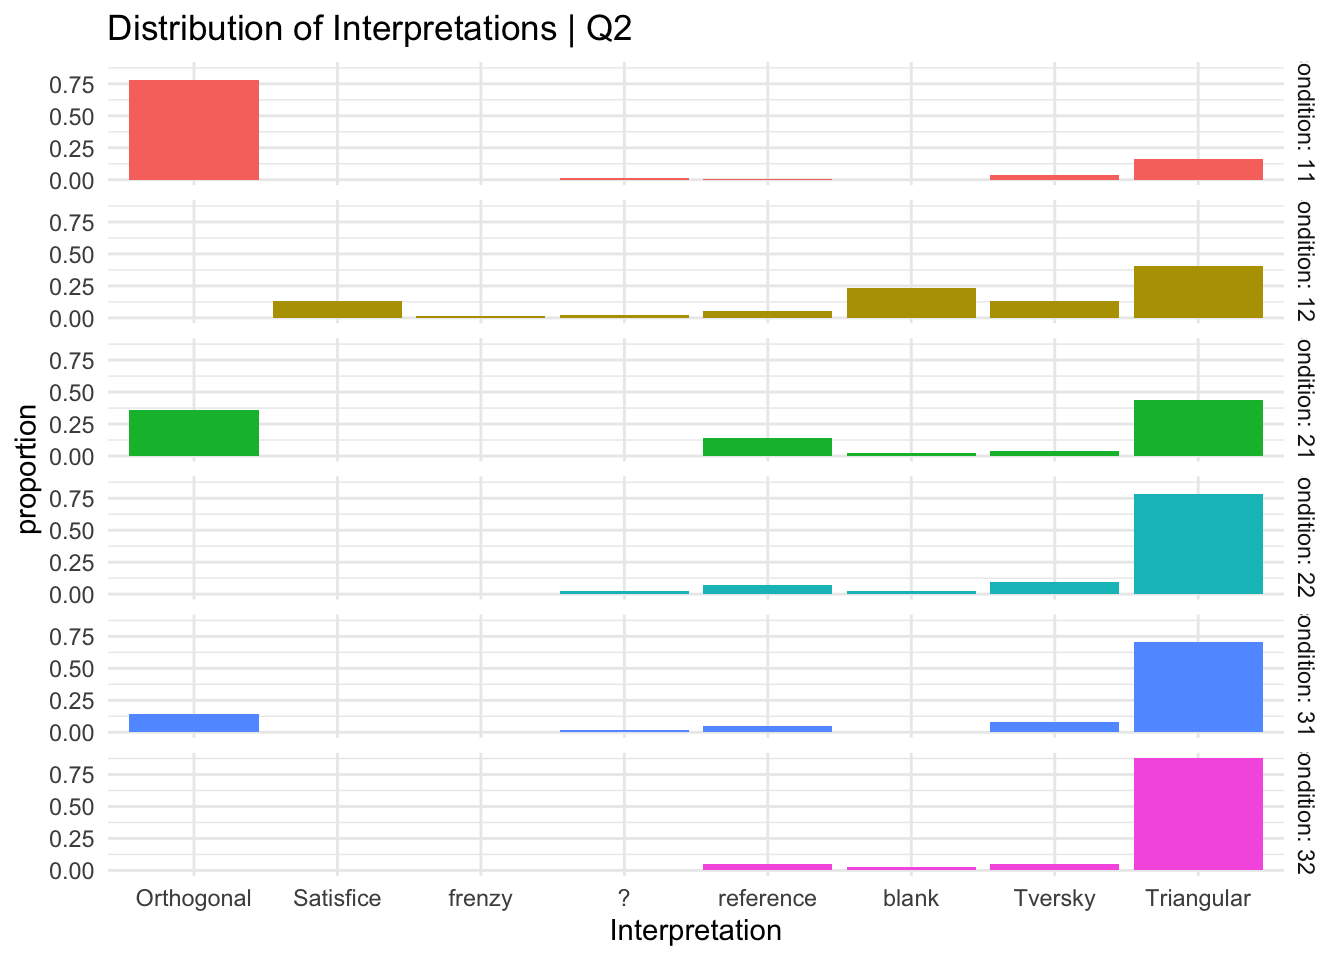 Distribution of Interpretations | Q2
proportion
0.75
0.50
0.25
0.00
ondition: 11
0.75
0.50
0.25
0.00
ondition: 12
0.75
0.50
0.25
0.00
ondition: 21
0.75
0.50
0.25
0.00
ondition: 22
0.75
0.50
0.25
0.00
ondition: 31
0.75
0.50
0.25
0.00
ondition: 32
Orthogonal Satisfice frenzy ? reference blank Tversky Triangular
Interpretation